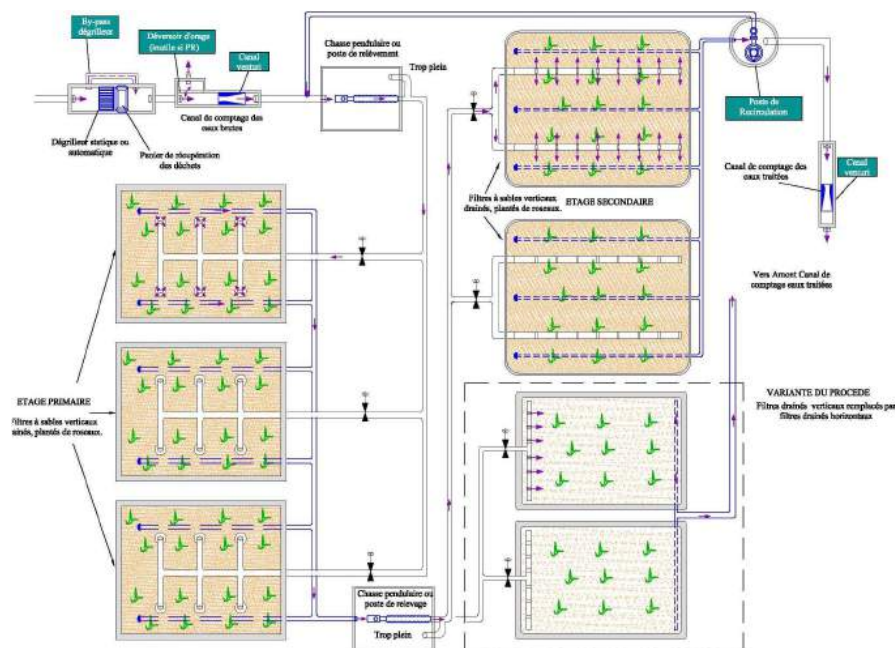 By-pass
dégrilleur
Déversoir d'orage
(inutile si PR)
Canal
venturi
Chasse pendulaire ou
poste de relèvement
Trop plein
Canal de comptage des
eaux brutes
Dégrilleur statique ou
automatique
Panier de récupération
des déchets
Poste de
Recirculation
Canal de comptage des
eaux traitées
Canal
venturi
Filtres à sables verticaux
drainés, plantés de roseaux.
ETAGE SECONDAIRE
Vers Amont Canal de
comptage eaux traitées
ETAGE PRIMAIRE
Filtres à sables verticaux
ainés, plantés de roseaux.
VARIANTE DU PROCEDE
Filtres drainés verticaux remplacés par
filtres drainés horizontaux
Chasse pendulaire ou
poste de relevage
Trop plein